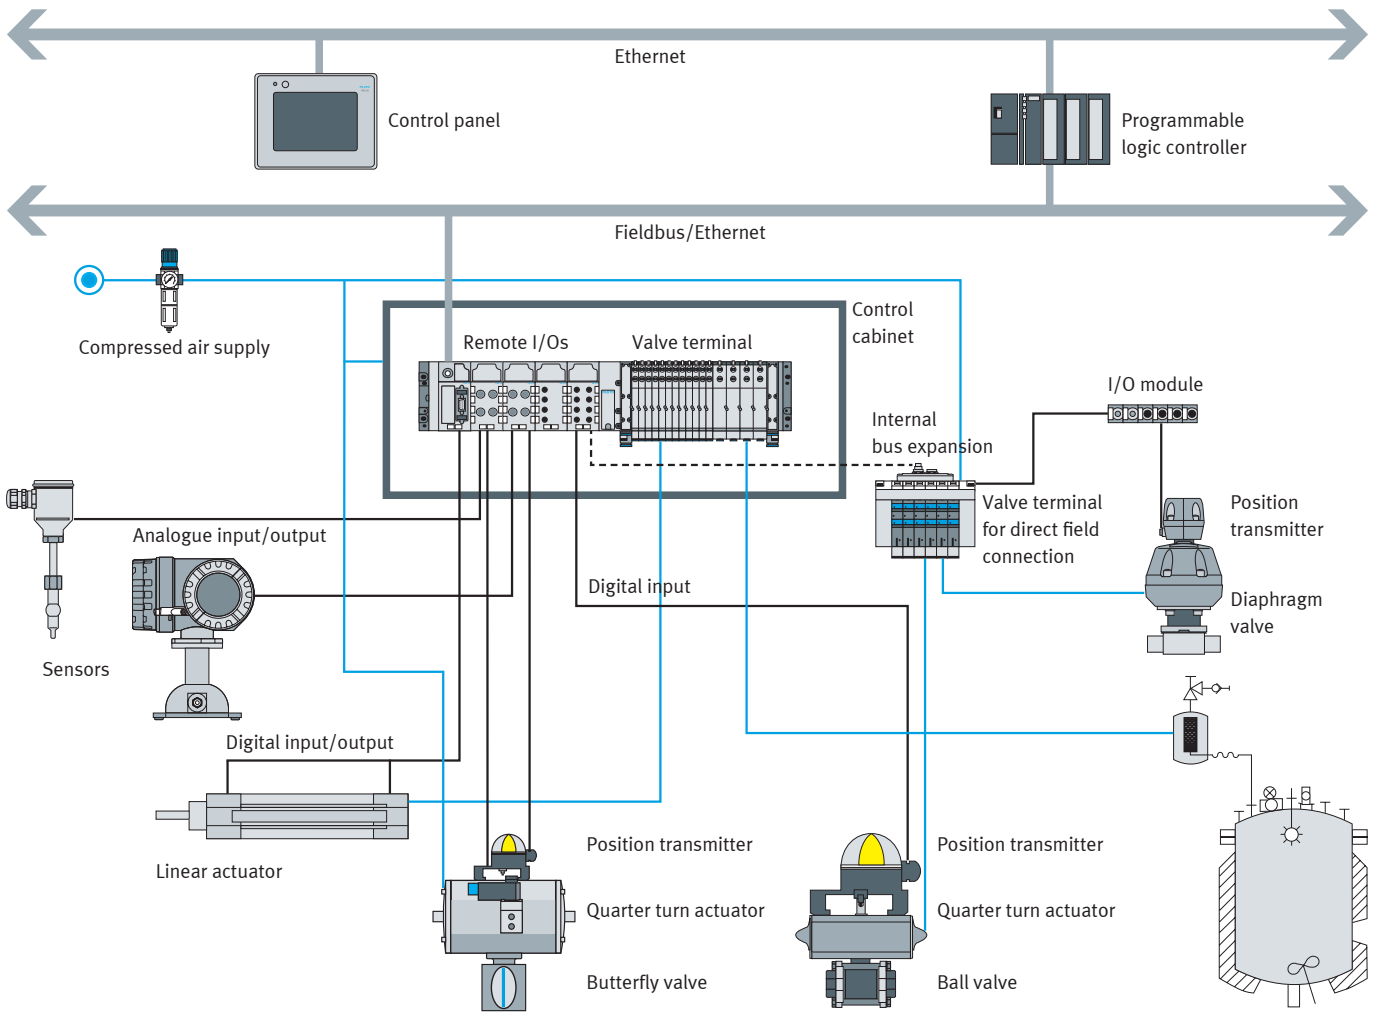 Ethernet
Control panel
Programmable
logic controller
Fieldbus/Ethernet
Compressed air supply
Control
cabinet
Remote I/Os
Valve terminal
I/O module
Internal
bus expansion
Valve terminal
for direct field
connection
Position
transmitter
Analogue input/output
Digital input
Diaphragm
valve
Sensors
Digital input/output
Linear actuator
Position transmitter
Quarter turn actuator
Butterfly valve
Position transmitter
Quarter turn actuator
Ball valve